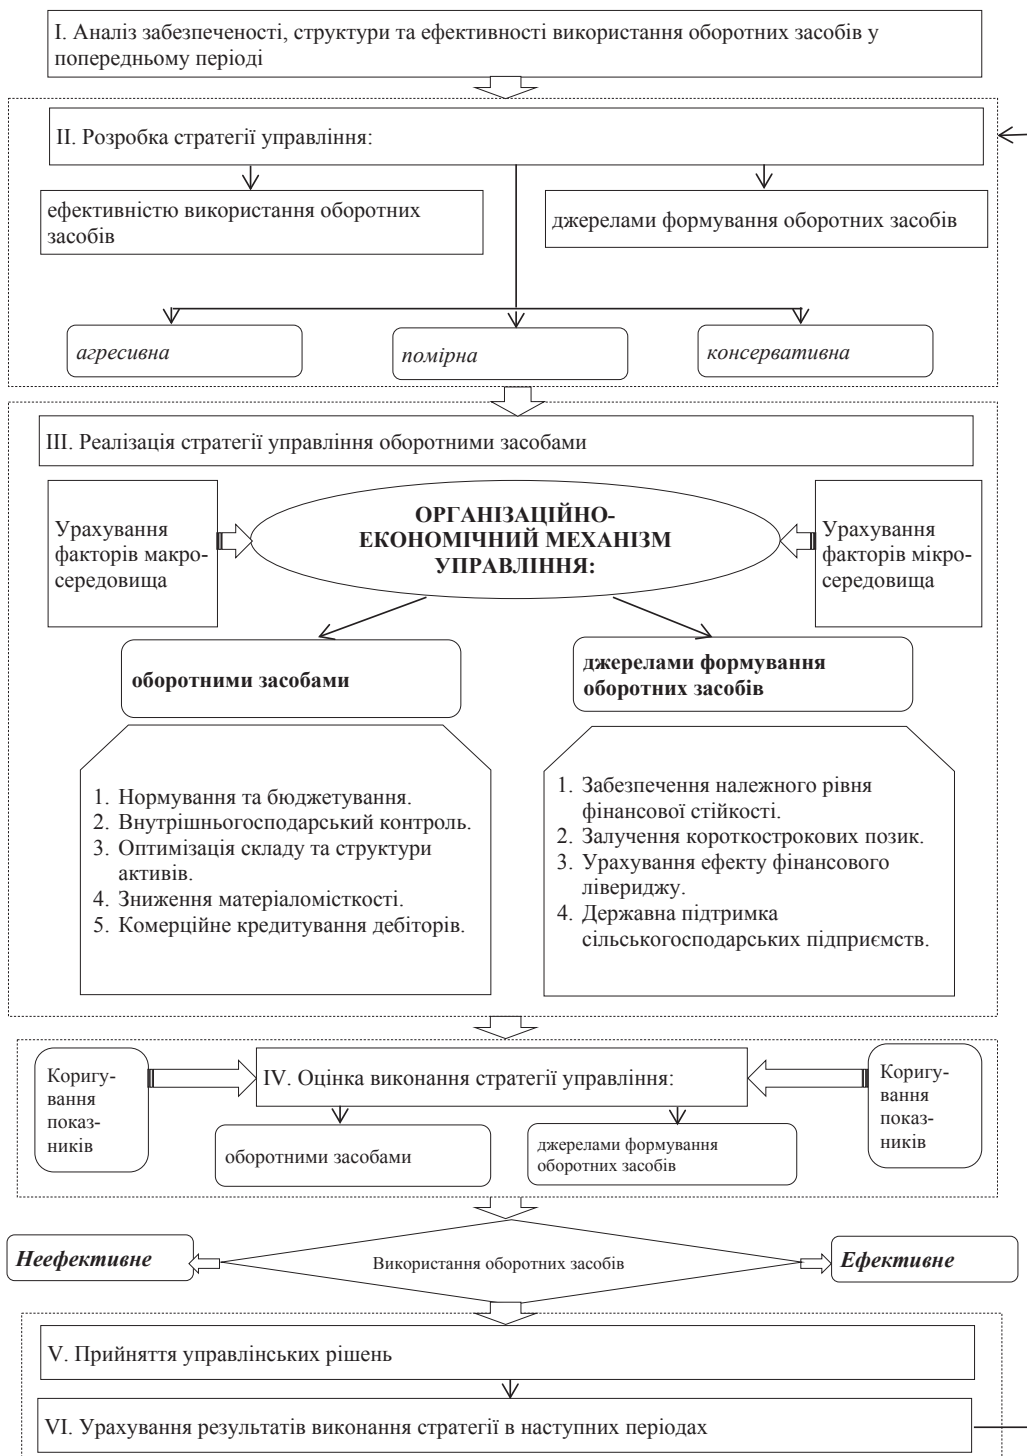 I. Аналіз забезпеченості, структури та ефективності використання оборотних засобів у
попередньому періоді
II. Розробка стратегії управління:
ефективністю використання оборотних
засобів
джерелами формування оборотних засобів
агресивна
помірна
консервативна
III. Реалізація стратегії управління оборотними засобами
Урахування
факторів макро-
середовища
ОРГАНІЗАЦІЙНО-
ЕКОНОМІЧНИЙ МЕХАНІЗМ
УПРАВЛІННЯ:
Урахування
факторів мікро-
середовища
оборотними засобами
джерелами формування
оборотних засобів
1. Нормування та бюджетування.
2. Внутрішньогосподарський контроль.
3. Оптимізація складу та структури
активів.
4. Зниження матеріаломісткості.
5. Комерційне кредитування дебіторів.
1. Забезпечення належного рівня
фінансової стійкості.
2. Залучення короткострокових позик.
3. Урахування ефекту фінансового
лівериджу.
4. Державна підтримка
сільськогосподарських підприємств.
Коригу-
вання
показ-
ників
IV. Оцінка виконання стратегії управління:
Коригу-
вання
показ-
ників
оборотними засобами
джерелами формування
оборотних засобів
Неефективне
Використання оборотних засобів
Ефективне
V. Прийняття управлінських рішень
VI. Урахування результатів виконання стратегії в наступних періодах